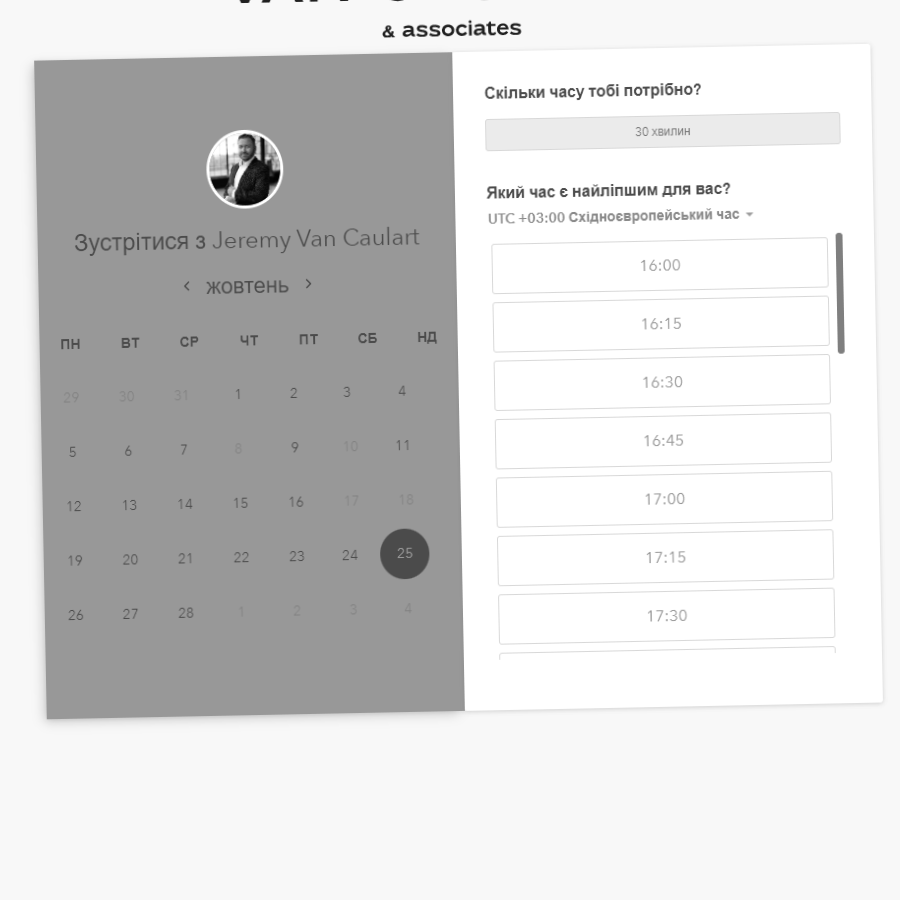 & associates
Зустрітися з Jeremy Van Caulart
‹ жовтень ›
ПН ВТ СР ЧТ ПТ СБ НД
29 30 31 1 2 3 4
5 6 7 8 9 10 11
12 13 14 15 16 17 18
19 20 21 22 23 24 25
26 27 28 1 2 3 4
Скільки часу тобі потрібно?
30 хвилин
Який час є найліпшим для вас?
UTC +03:00 Східноєвропейський час
16:00
16:15
16:30
16:45
17:00
17:15
17:30